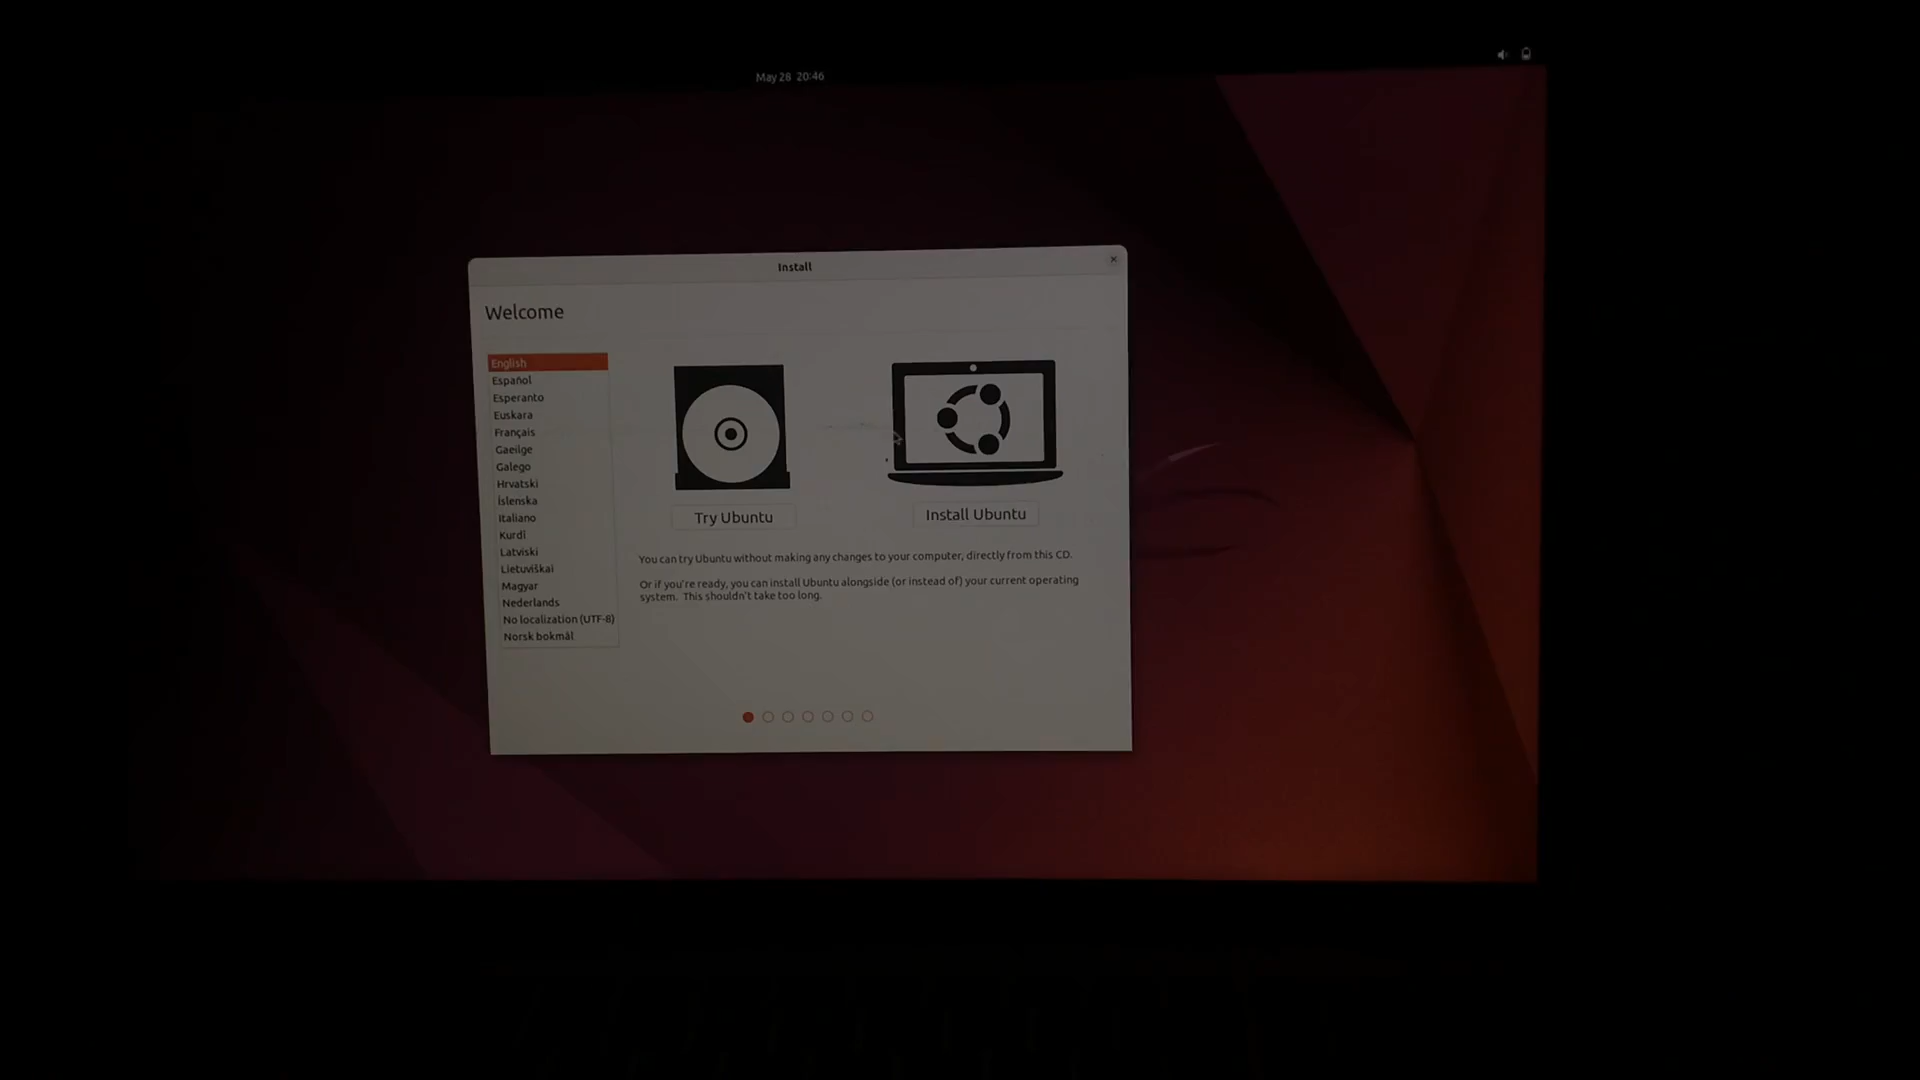 May 28 20:46
Install
Welcome
English
Español
Esperanto
Euskara
Français
Gaeilge
Galego
Hrvatski
Íslenska
Italiano
Kurdî
Latviski
Lietuviškai
Magyar
Nederlands
No localization (UTF-8)
Norsk bokmål
Try Ubuntu
Install Ubuntu
You can try Ubuntu without making any changes to your computer, directly from this CD.
Or if you're ready, you can install Ubuntu alongside (or instead of) your current operating
system. This shouldn't take too long.